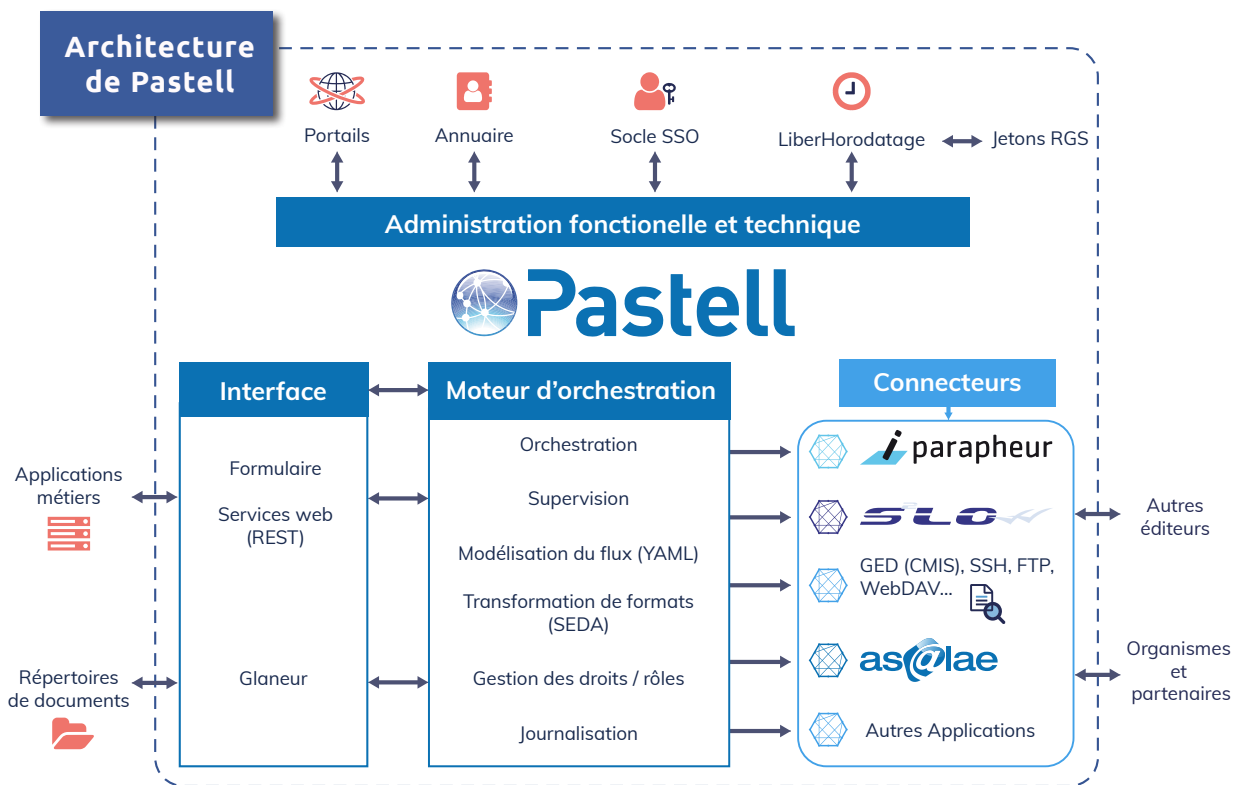 Architecture
de Pastell
Portails
Annuaire
Socle SSO
LiberHorodatage
Jetons RGS
Administration fonctionelle et technique
Pastell
Interface
Moteur d'orchestration
Connecteurs
Applications
métiers
Répertoires
de documents
Formulaire
Services web
(REST)
Glaneur
Orchestration
Supervision
Modélisation du flux (YAML)
Transformation de formats
(SEDA)
Gestion des droits / rôles
Journalisation
i parapheur
S²LOW
GED (CMIS), SSH, FTP,
WebDAV...
as@lae
Autres Applications
Autres
éditeurs
Organismes
et
partenaires